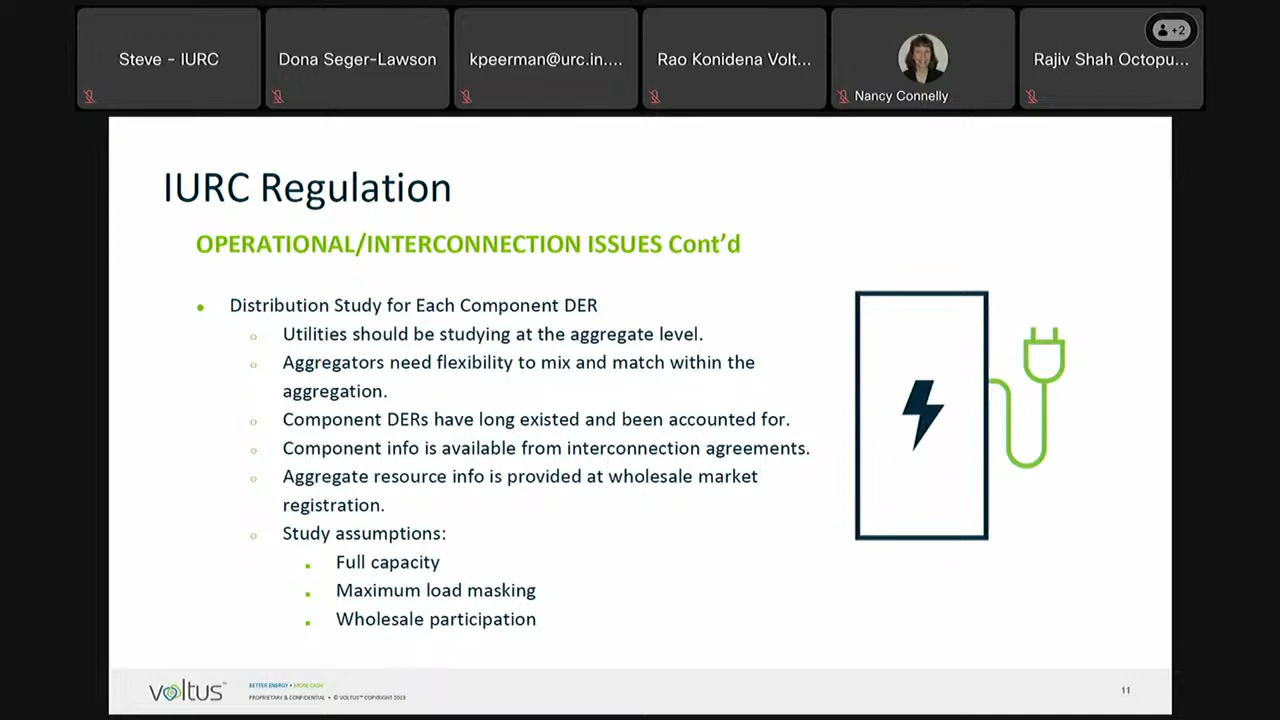 Steve - IURC
Dona Seger-Lawson
kpeerman@urc.in....
Rao Konidena Volt...
Nancy Connelly
+2
Rajiv Shah Octopu...
IURC Regulation
OPERATIONAL/INTERCONNECTION ISSUES Cont'd
Distribution Study for Each Component DER
Utilities should be studying at the aggregate level.
Aggregators need flexibility to mix and match within the
aggregation.
Component DERs have long existed and been accounted for.
Component info is available from interconnection agreements.
Aggregate resource info is provided at wholesale market
registration.
Study assumptions:
Full capacity
Maximum load masking
Wholesale participation
voltus™
BETTER ENERGY • MORE CASH
PROPRIETARY & CONFIDENTIAL • © VOLTUS™ COPYRIGHT 2023
11